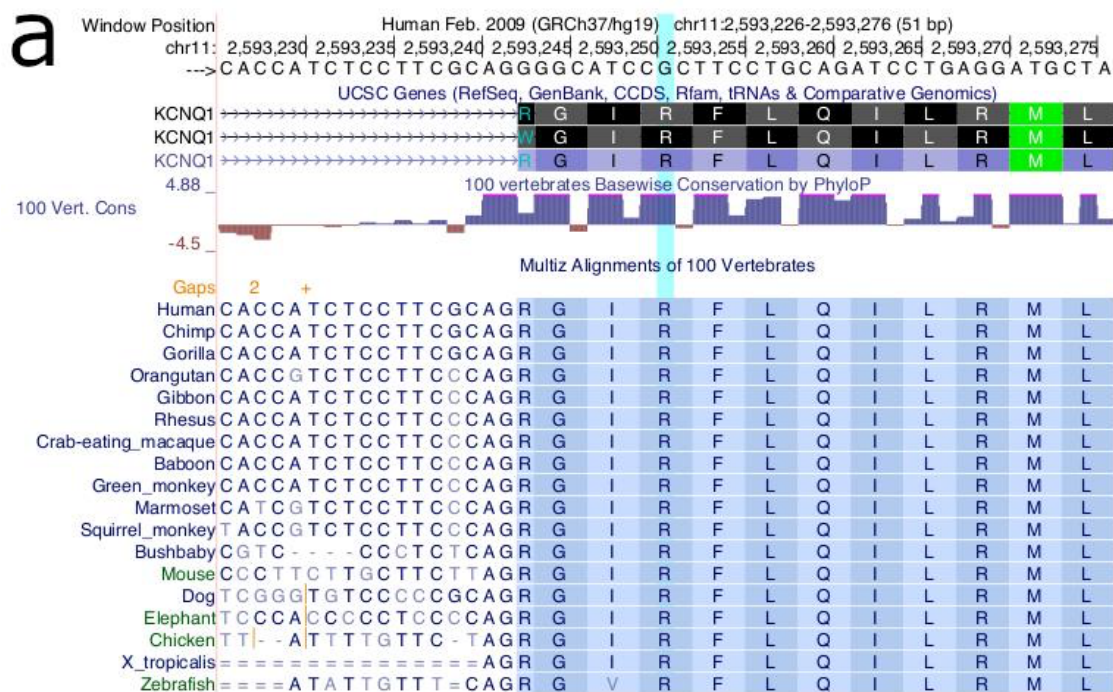 a
Window Position Human Feb. 2009 (GRCh37/hg19) chr11:2,593,226-2,593,276 (51 bp)
chr11: 2,593,230 2,593,235 2,593,240 2,593,245 2,593,250 2,593,255 2,593,260 2,593,265 2,593,270 2,593,275
---> C A C C A T C T C C T T C G C A G G G G C A T C C G C T T C C T G C A G A T C C T G A G G A T G C T A
UCSC Genes (RefSeq, GenBank, CCDS, Rfam, tRNAs & Comparative Genomics)
KCNQ1 R G I R F L Q I L R M L
KCNQ1 W G I R F L Q I L R M L
KCNQ1 R G I R F L Q I L R M L
4.88 _ 100 vertebrates Basewise Conservation by PhyloP
100 Vert. Cons
-4.5 _
Multiz Alignments of 100 Vertebrates
Gaps 2 +
Human C A C C A T C T C C T T C G C A G R G I R F L Q I L R M L
Chimp C A C C A T C T C C T T C G C A G R G I R F L Q I L R M L
Gorilla C A C C A T C T C C T T C G C A G R G I R F L Q I L R M L
Orangutan C A C C G T C T C C T T C C C A G R G I R F L Q I L R M L
Gibbon C A C C A T C T C C T T C C C A G R G I R F L Q I L R M L
Rhesus C A C C A T C T C C T T C C C A G R G I R F L Q I L R M L
Crab-eating_macaque C A C C A T C T C C T T C C C A G R G I R F L Q I L R M L
Baboon C A C C A T C T C C T T C C C A G R G I R F L Q I L R M L
Green_monkey C A C C A T C T C C T T C C C A G R G I R F L Q I L R M L
Marmoset C A T C G T C T C C T T C C C A G R G I R F L Q I L R M L
Squirrel_monkey T A C C G T C T C C T T C C C A G R G I R F L Q I L R M L
Bushbaby C G T C - - - - C C C T C T C A G R G I R F L Q I L R M L
Mouse C C C T T C T T G C T T C T T A G R G I R F L Q I L R M L
Dog T C G G G T G T C C C C C G C A G R G I R F L Q I L R M L
Elephant T C C C A C C C C C T C C C C A G R G I R F L Q I L R M L
Chicken T T - - A T T T T G T T C - T A G R G I R F L Q I L R M L
X_tropicalis = = = = = = = = = = = = = = = A G R G I R F L Q I L R M L
Zebrafish = = = = A T A T T G T T T = C A G R G V R F L Q I L R M L